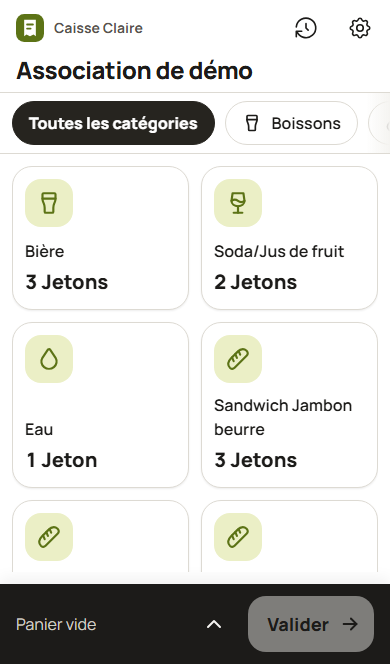 Caisse Claire
Association de démo
Toutes les catégories
Boissons
Bière
3 Jetons
Soda/Jus de fruit
2 Jetons
Eau
1 Jeton
Sandwich Jambon
beurre
3 Jetons
Panier vide
Valider